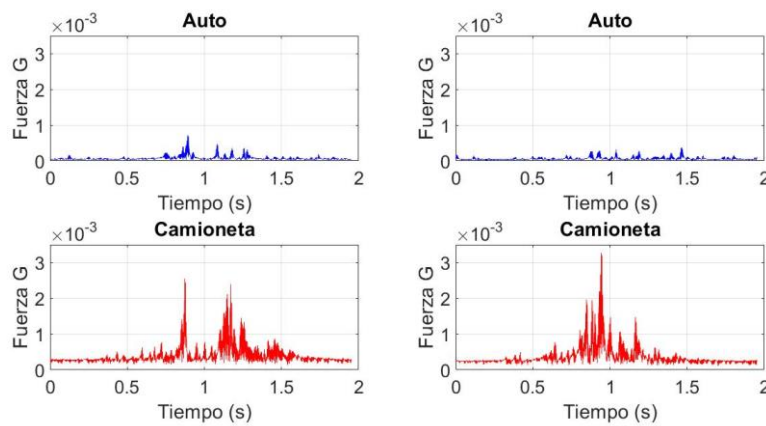 Auto
×10⁻³
3
2
1
0
Fuerza G
0 0.5 1 1.5 2
Tiempo (s)
Auto
×10⁻³
3
2
1
0
Fuerza G
0 0.5 1 1.5 2
Tiempo (s)
Camioneta
×10⁻³
3
2
1
0
Fuerza G
0 0.5 1 1.5 2
Tiempo (s)
Camioneta
×10⁻³
3
2
1
0
Fuerza G
0 0.5 1 1.5 2
Tiempo (s)